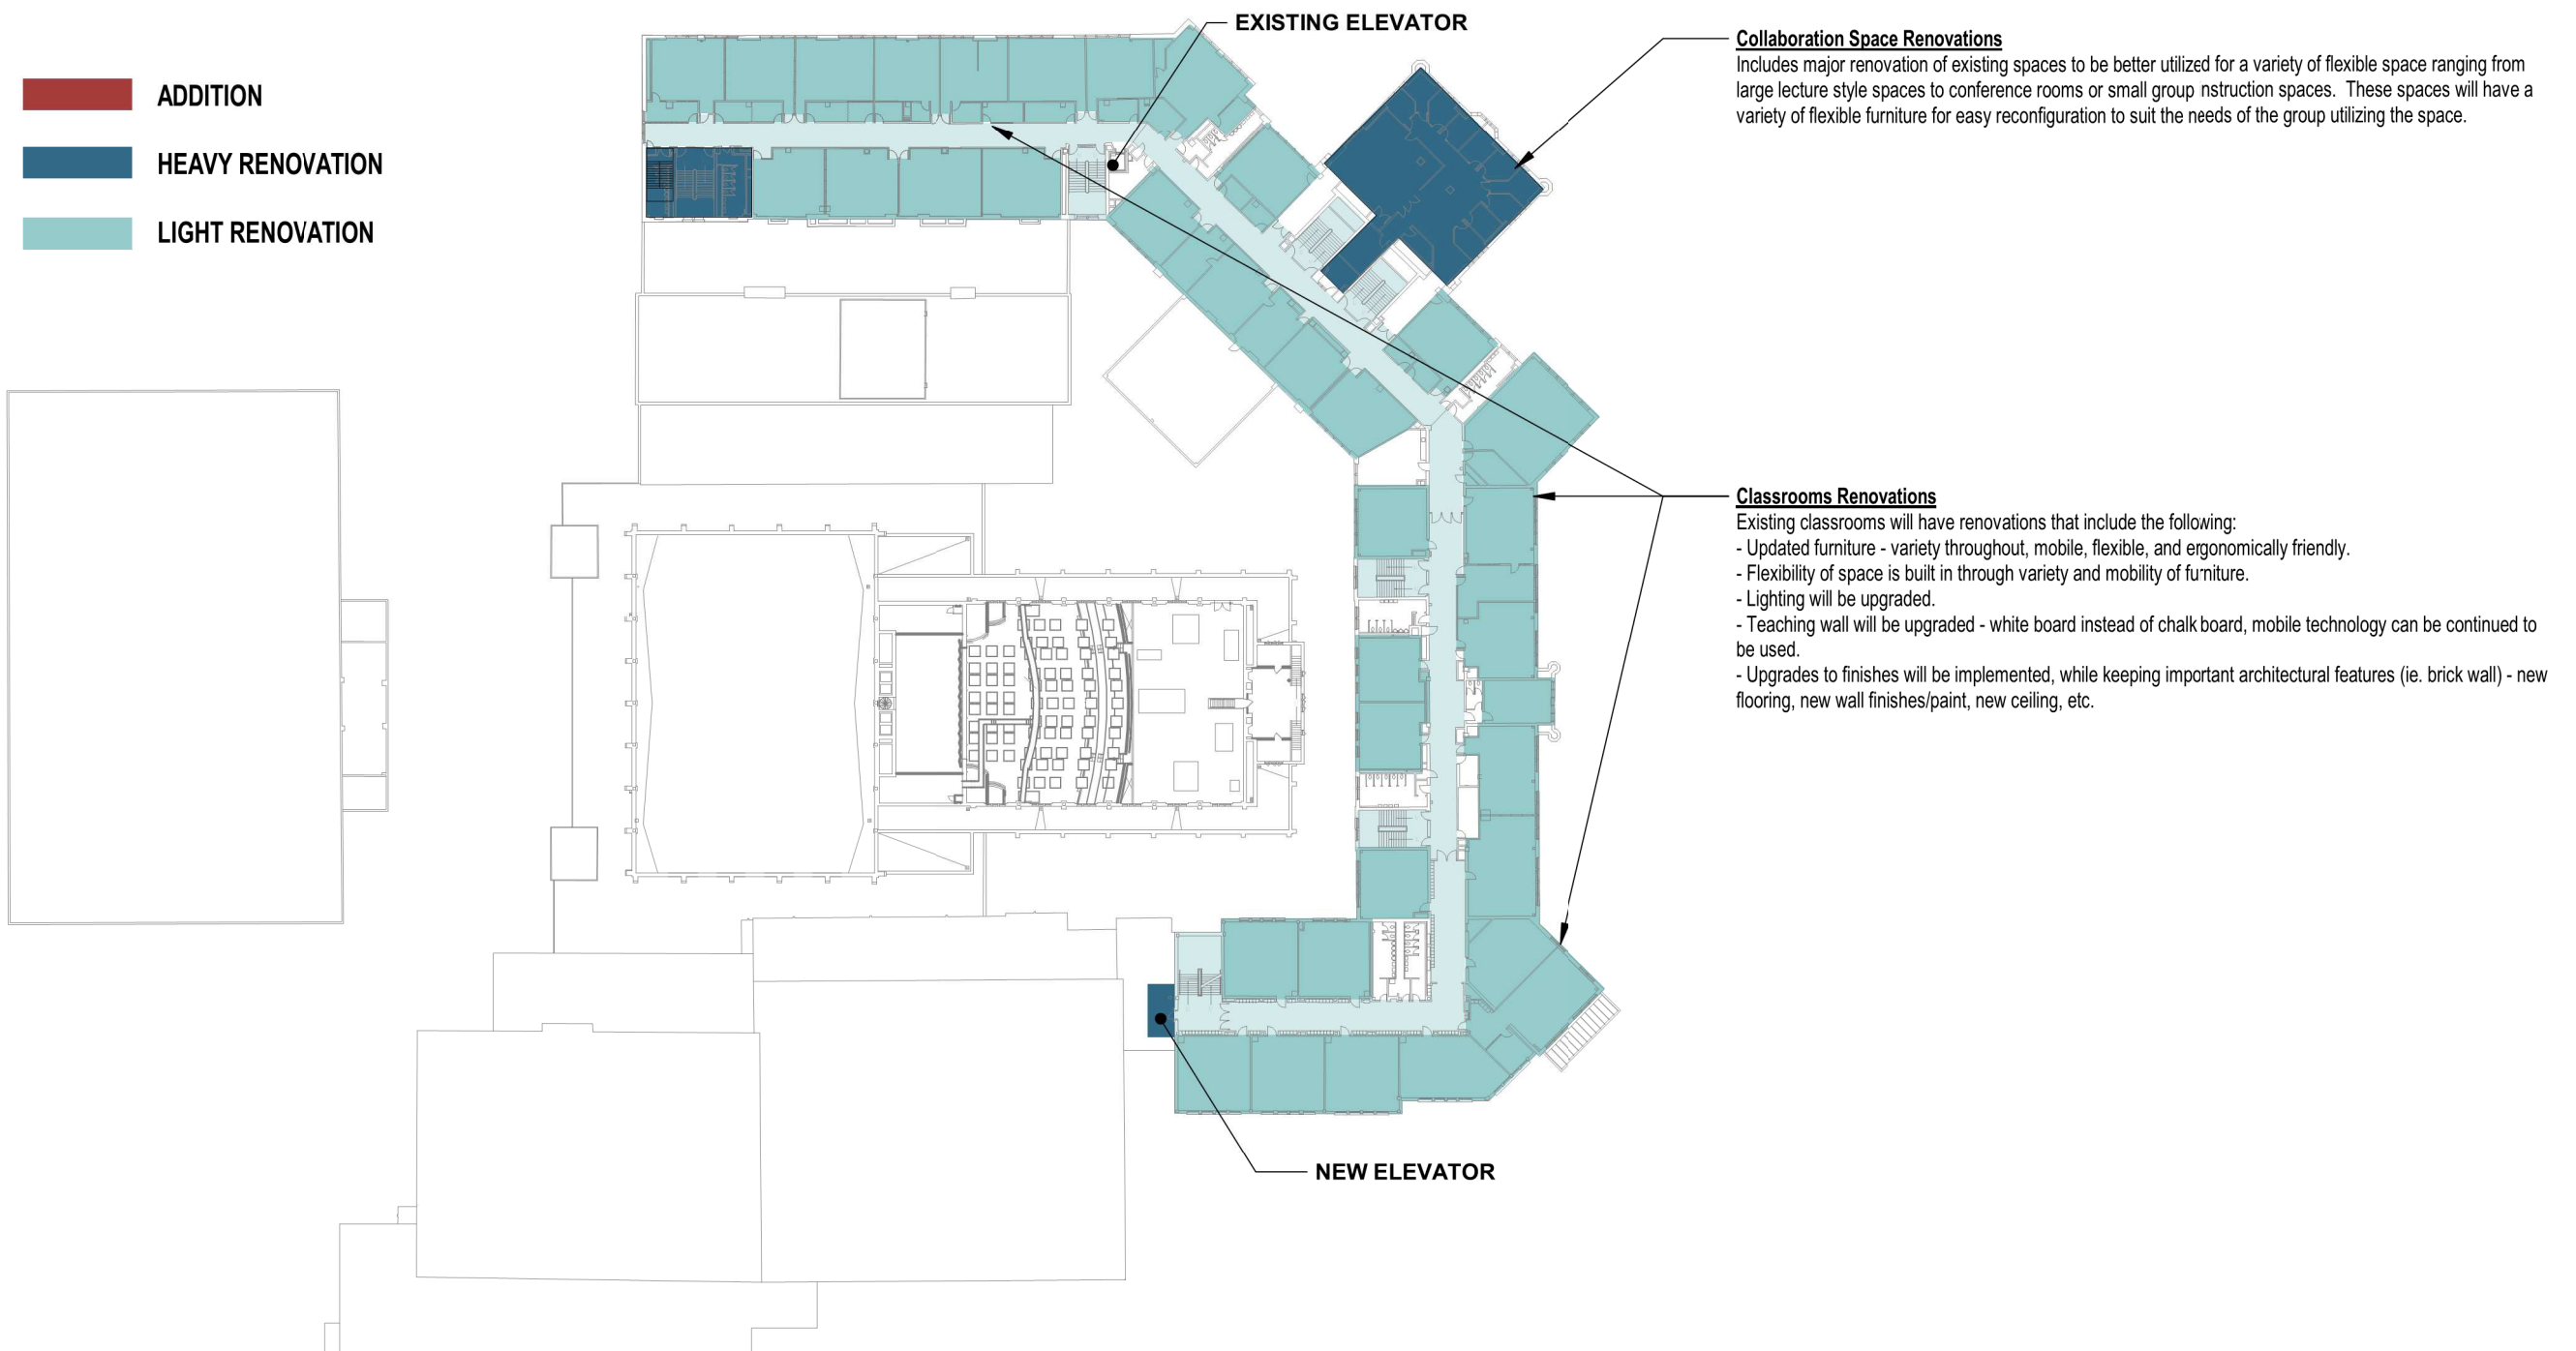 EXISTING ELEVATOR
ADDITION
HEAVY RENOVATION
LIGHT RENOVATION
Collaboration Space Renovations
Includes major renovation of existing spaces to be better utilized for a variety of flexible space ranging from
large lecture style spaces to conference rooms or small group nstruction spaces. These spaces will have a
variety of flexible furniture for easy reconfiguration to suit the needs of the group utilizing the space.
Classrooms Renovations
Existing classrooms will have renovations that include the following:
- Updated furniture - variety throughout, mobile, flexible, and ergonomically friendly.
- Flexibility of space is built in through variety and mobility of furniture.
- Lighting will be upgraded.
- Teaching wall will be upgraded - white board instead of chalk board, mobile technology can be continued to
be used.
- Upgrades to finishes will be implemented, while keeping important architectural features (ie. brick wall) - new
flooring, new wall finishes/paint, new ceiling, etc.
NEW ELEVATOR